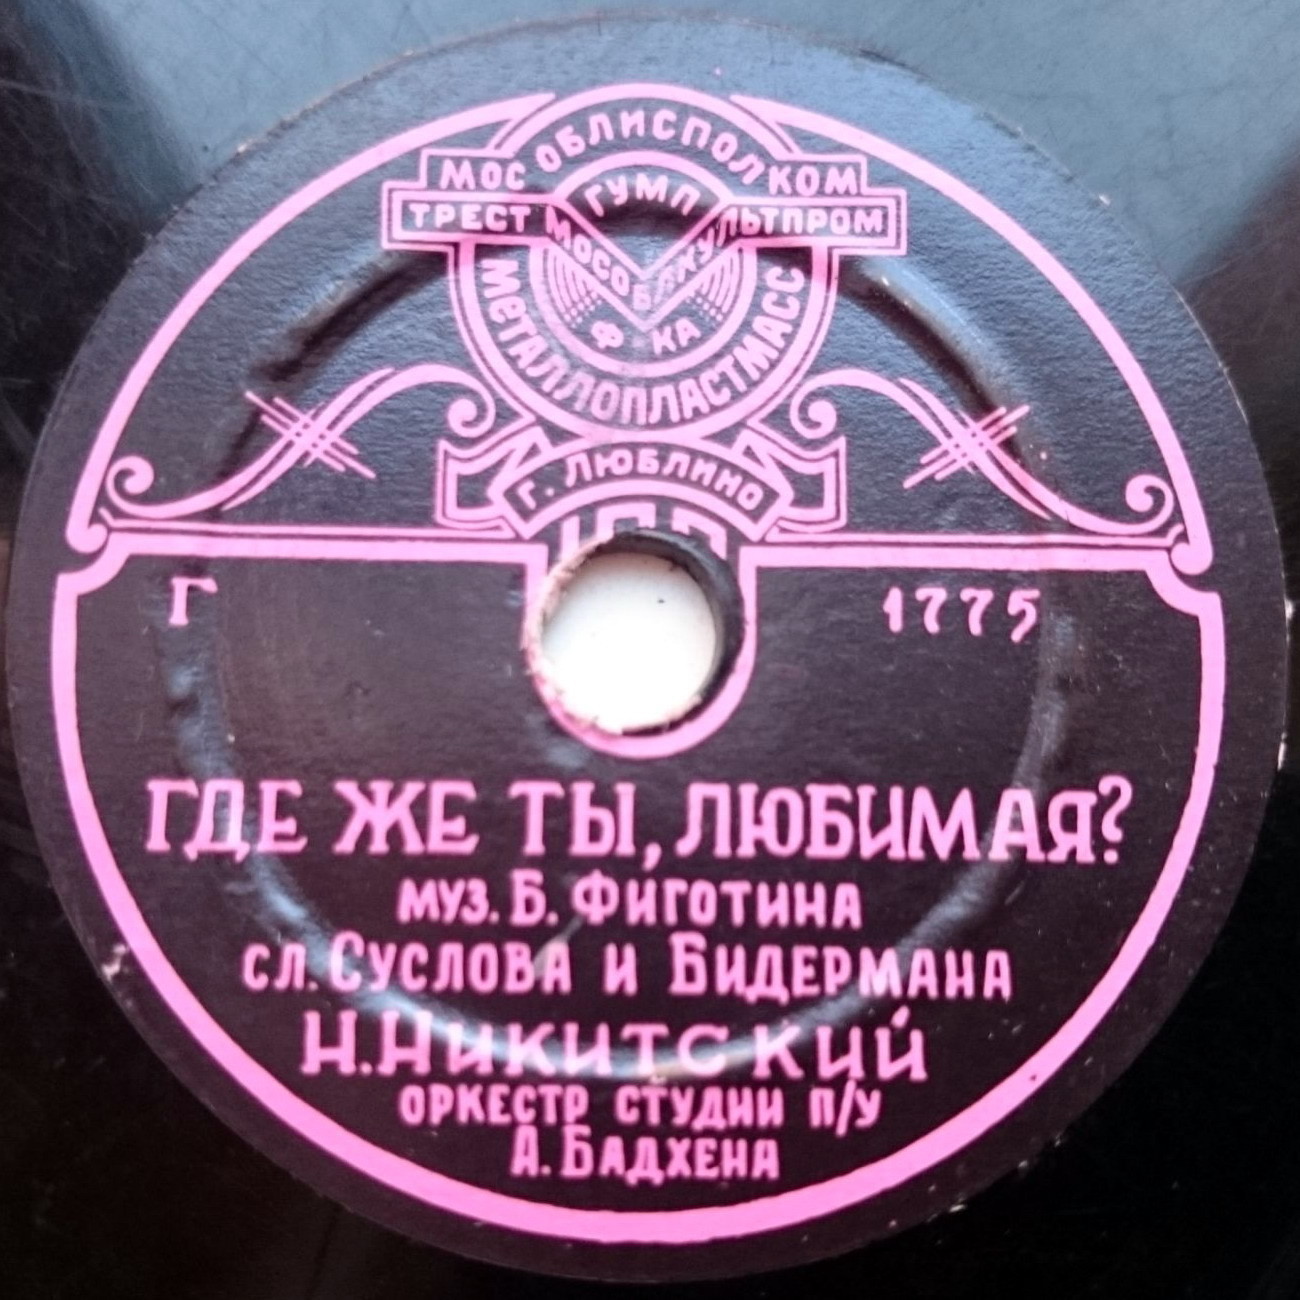 МОСОБЛИСПОЛКОМ
ГУМП
ТРЕСТ МОСОБЛКУЛЬТПРОМ
Ф-КА
МЕТАЛЛОПЛАСТМАСС
Г. ЛЮБЛИНО
Г 1775
ГДЕ ЖЕ ТЫ, ЛЮБИМАЯ?
МУЗ. Б. ФИГОТИНА
СЛ. СУСЛОВА И БИДЕРМАНА
Н. НИКИТСКИЙ
ОРКЕСТР СТУДИИ П/У
А. БАДХЕНА